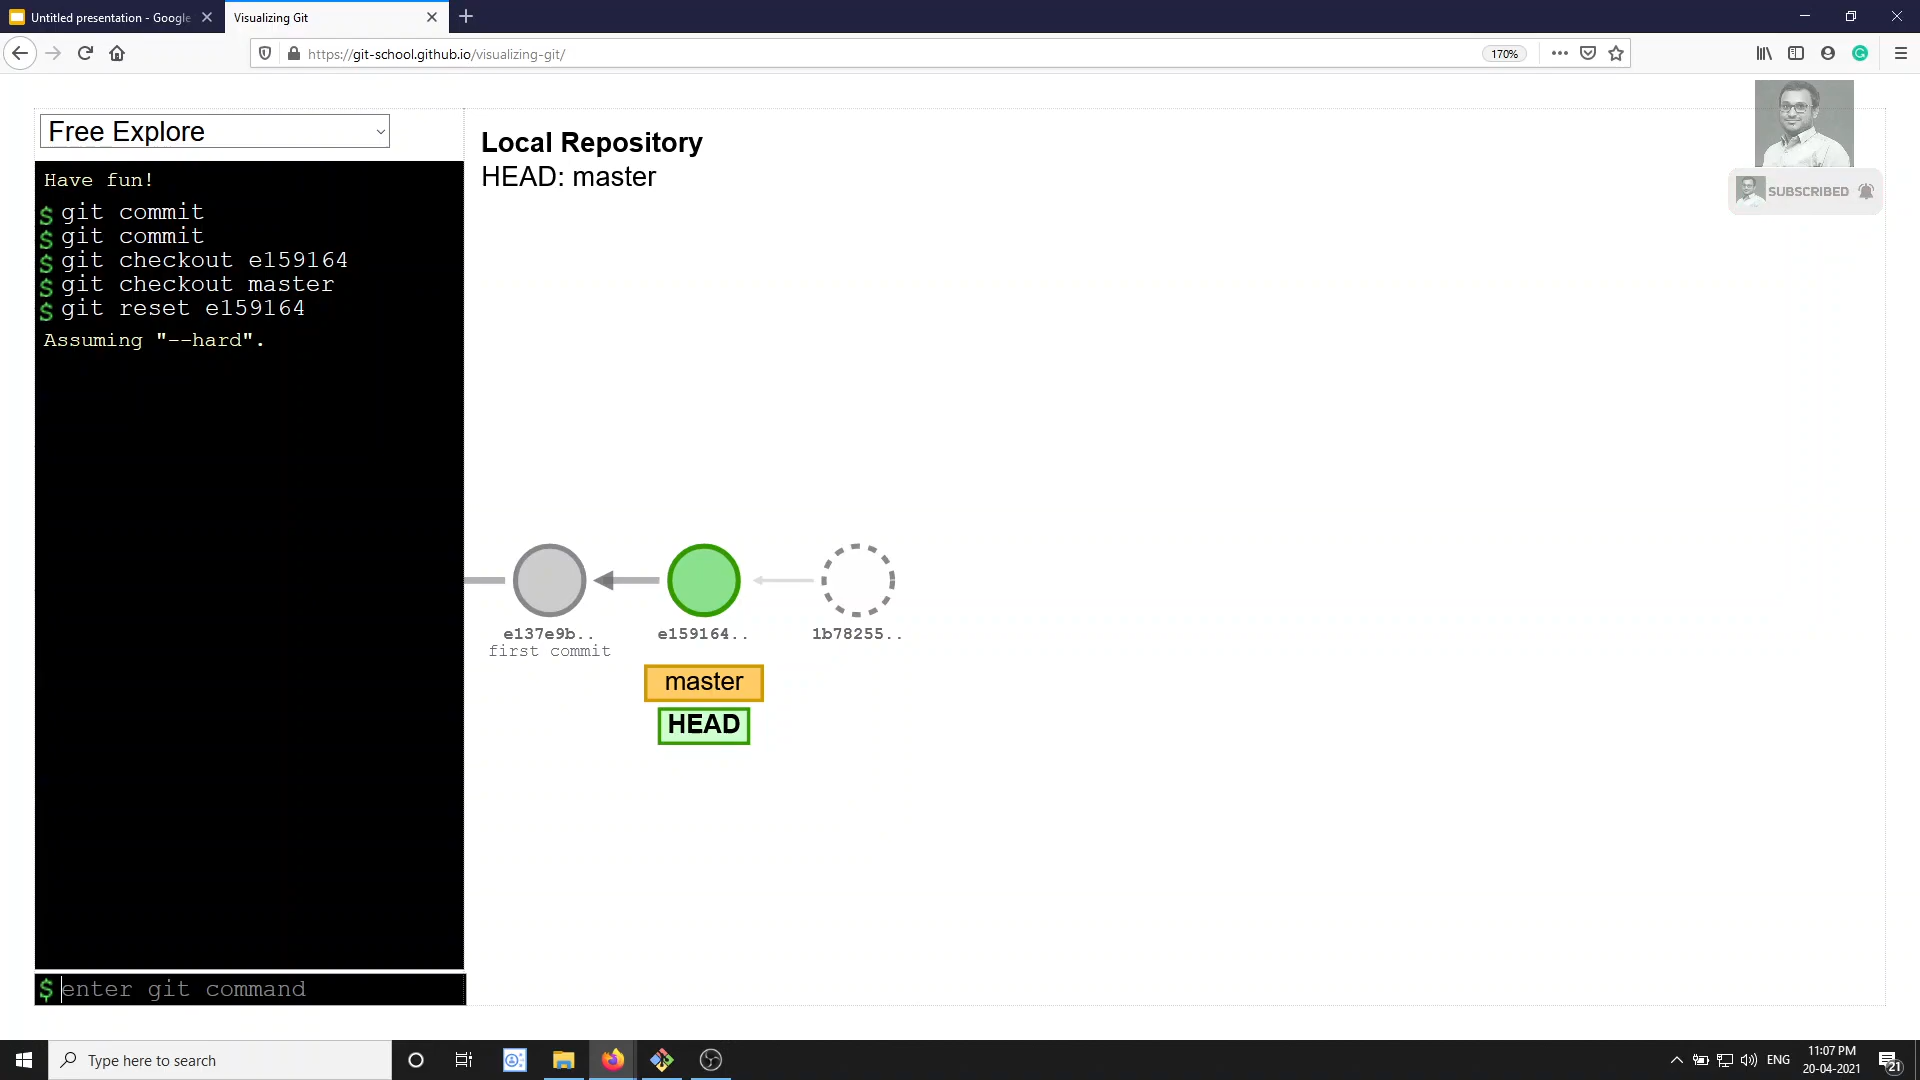 Untitled presentation - Google
Visualizing Git
https://git-school.github.io/visualizing-git/
170%
Free Explore
Have fun!
$ git commit
$ git commit
$ git checkout e159164
$ git checkout master
$ git reset e159164
Assuming "--hard".
$ enter git command
Local Repository
HEAD: master
SUBSCRIBED
e137e9b..
first commit
e159164..
1b78255..
master
HEAD
Type here to search
ENG
11:07 PM
20-04-2021
21